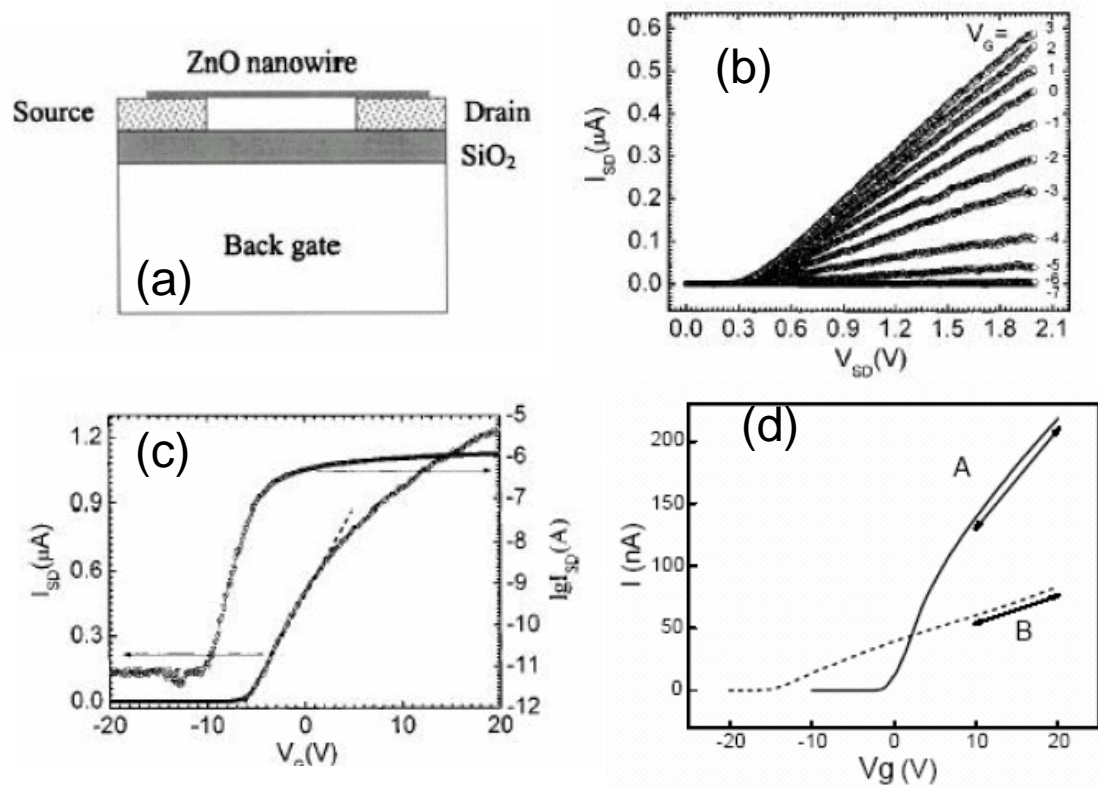 ZnO nanowire
Source
Drain
SiO2
Back gate
(a)
(b)
VG=
3
2
1
0
-1
-2
-3
-4
-5
-6
-7
0.6
0.5
0.4
0.3
0.2
0.1
0.0
ISD(μA)
0.0 0.3 0.6 0.9 1.2 1.5 1.8 2.1
VSD(V)
(c)
1.2
0.9
0.6
0.3
0.0
ISD(μA)
-5
-6
-7
-8
-9
-10
-11
-12
lgISD(A)
-20 -10 0 10 20
VG(V)
(d)
A
B
200
150
100
50
0
I (nA)
-20 -10 0 10 20
Vg (V)